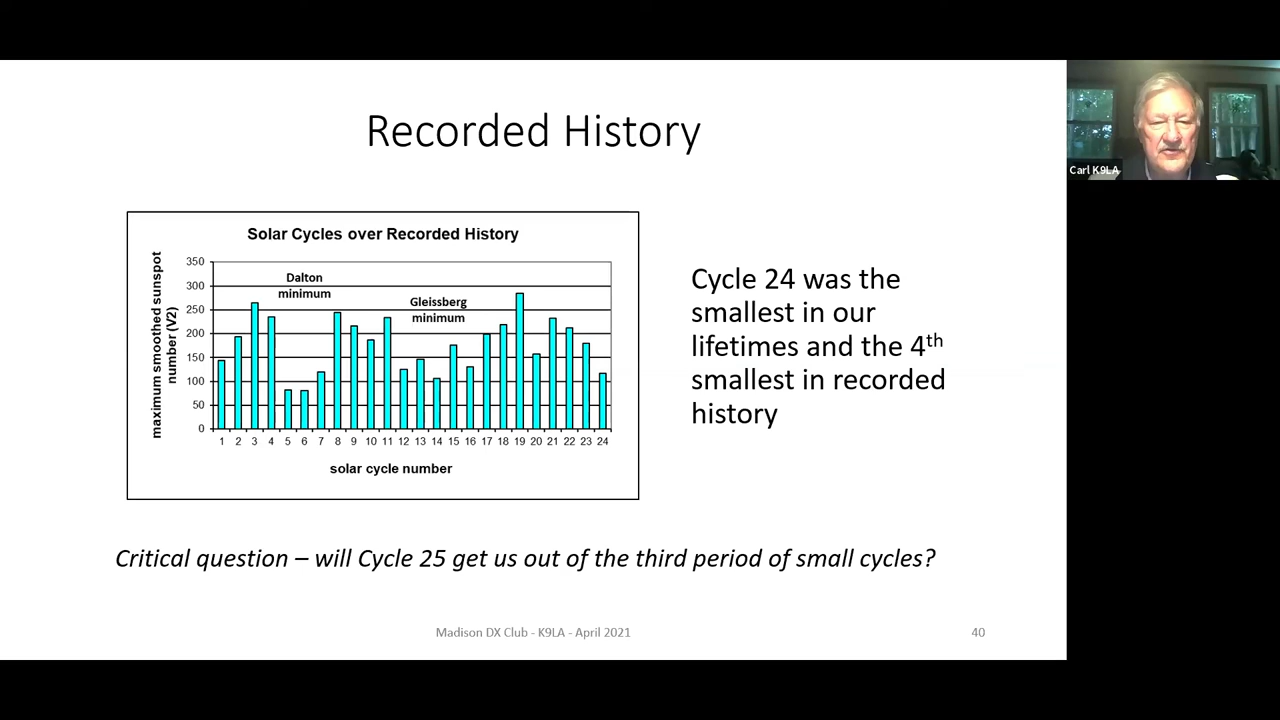 Recorded History
Carl K9LA
Solar Cycles over Recorded History
maximum smoothed sunspot
number (V2)
350
300
250
200
150
100
50
0
Dalton
minimum
Gleissberg
minimum
1 2 3 4 5 6 7 8 9 10 11 12 13 14 15 16 17 18 19 20 21 22 23 24
solar cycle number
Cycle 24 was the
smallest in our
lifetimes and the 4th
smallest in recorded
history
Critical question – will Cycle 25 get us out of the third period of small cycles?
Madison DX Club - K9LA - April 2021
40